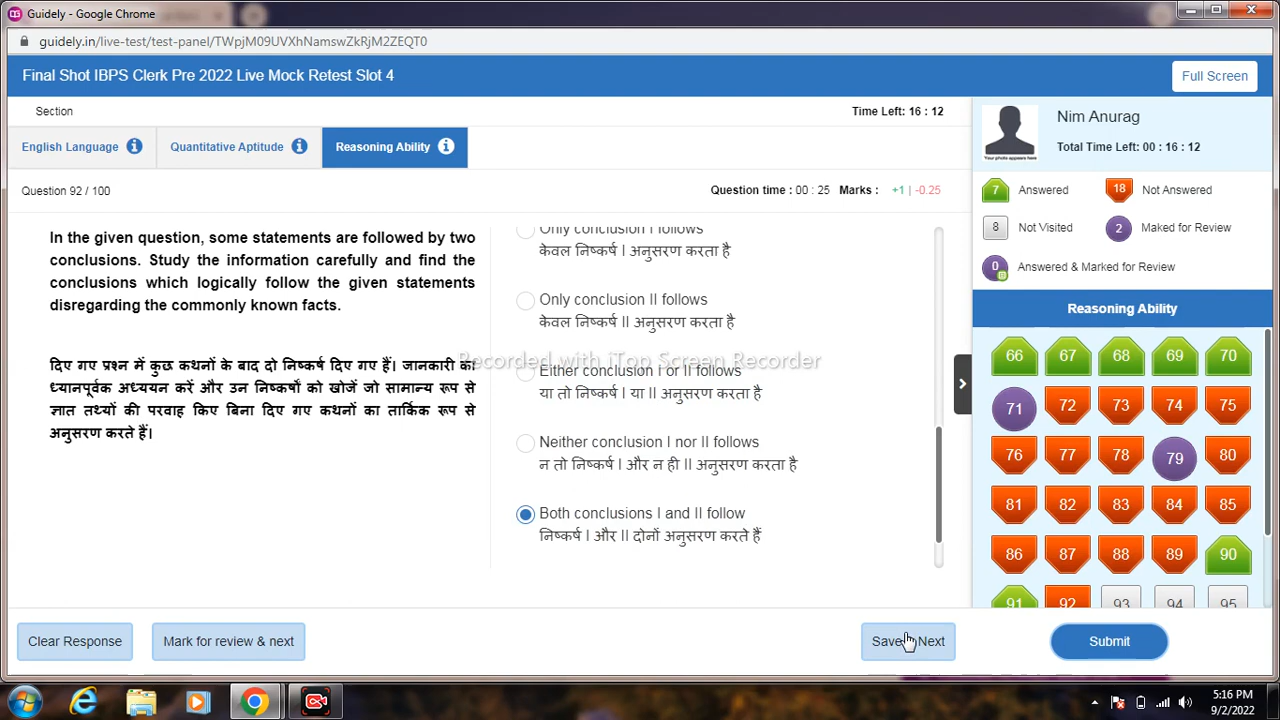 Guidely - Google Chrome
guidely.in/live-test/test-panel/TWpjM09UVXhNamswZkRjM2ZEQT0
Final Shot IBPS Clerk Pre 2022 Live Mock Retest Slot 4
Full Screen
Section
Time Left: 16 : 12
English Language
Quantitative Aptitude
Reasoning Ability
Question 92 / 100
Question time : 00 : 25 Marks : +1 | -0.25
In the given question, some statements are followed by two
conclusions. Study the information carefully and find the
conclusions which logically follow the given statements
disregarding the commonly known facts.
दिए गए प्रश्न में कुछ कथनों के बाद दो निष्कर्ष दिए गए हैं। जानकारी का
ध्यानपूर्वक अध्ययन करें और उन निष्कर्षों को खोजें जो सामान्य रूप से
ज्ञात तथ्यों की परवाह किए बिना दिए गए कथनों का तार्किक रूप से
अनुसरण करते हैं।
Only conclusion I follows
केवल निष्कर्ष I अनुसरण करता है
Only conclusion II follows
केवल निष्कर्ष II अनुसरण करता है
Recorded with iTop Screen Recorder
Either conclusion I or II follows
या तो निष्कर्ष I या II अनुसरण करता है
Neither conclusion I nor II follows
न तो निष्कर्ष I और न ही II अनुसरण करता है
Both conclusions I and II follow
निष्कर्ष I और II दोनों अनुसरण करते हैं
Clear Response
Mark for review & next
Save Next
Submit
Nim Anurag
Total Time Left: 00 : 16 : 12
Your photo appears here
7 Answered
18 Not Answered
8 Not Visited
2 Maked for Review
0 Answered & Marked for Review
Reasoning Ability
66 67 68 69 70
71 72 73 74 75
76 77 78 79 80
81 82 83 84 85
86 87 88 89 90
91 92 93 94 95
5:16 PM
9/2/2022